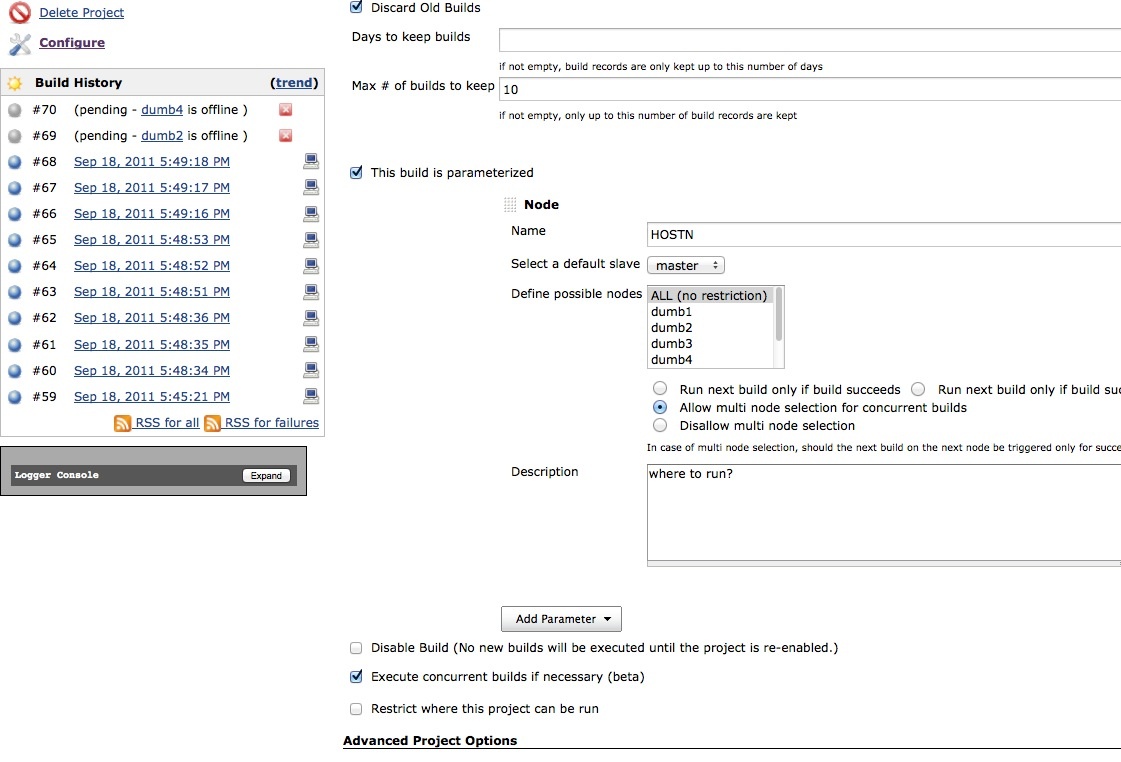 Delete Project
Configure
Build History (trend)
#70 (pending - dumb4 is offline )
#69 (pending - dumb2 is offline )
#68 Sep 18, 2011 5:49:18 PM
#67 Sep 18, 2011 5:49:17 PM
#66 Sep 18, 2011 5:49:16 PM
#65 Sep 18, 2011 5:48:53 PM
#64 Sep 18, 2011 5:48:52 PM
#63 Sep 18, 2011 5:48:51 PM
#62 Sep 18, 2011 5:48:36 PM
#61 Sep 18, 2011 5:48:35 PM
#60 Sep 18, 2011 5:48:34 PM
#59 Sep 18, 2011 5:45:21 PM
RSS for all RSS for failures
Logger Console Expand
Discard Old Builds
Days to keep builds
if not empty, build records are only kept up to this number of days
Max # of builds to keep 10
if not empty, only up to this number of build records are kept
This build is parameterized
Node
Name HOSTN
Select a default slave master
Define possible nodes ALL (no restriction)
dumb1
dumb2
dumb3
dumb4
Run next build only if build succeeds Run next build only if build suc
Allow multi node selection for concurrent builds
Disallow multi node selection
In case of multi node selection, should the next build on the next node be triggered only for succe
Description where to run?
Add Parameter
Disable Build (No new builds will be executed until the project is re-enabled.)
Execute concurrent builds if necessary (beta)
Restrict where this project can be run
Advanced Project Options